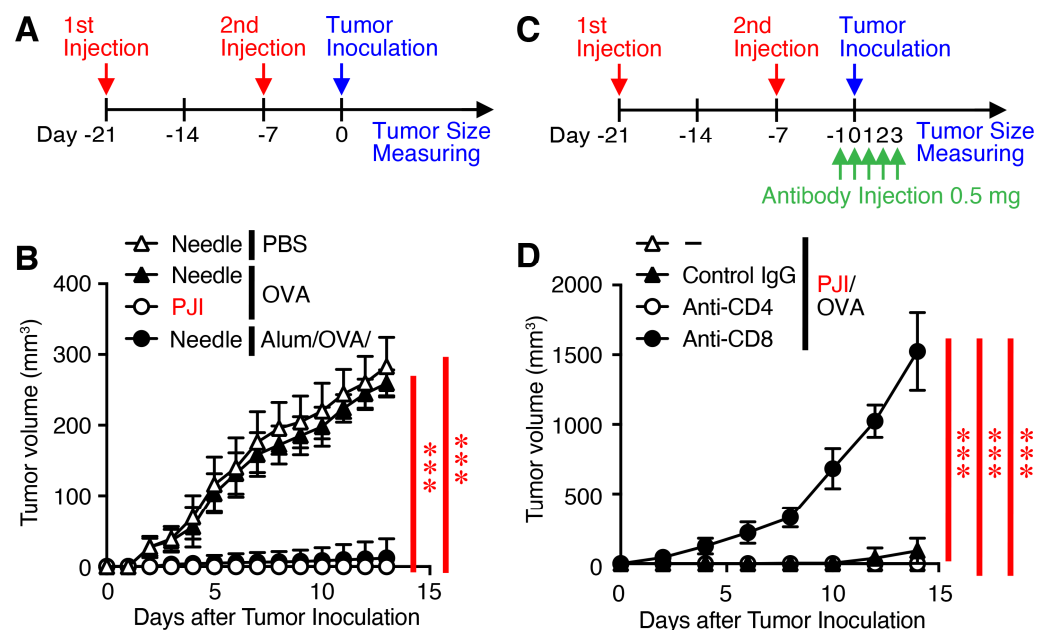 A
1st
Injection
2nd
Injection
Tumor
Inoculation
Day -21
-14
-7
0
Tumor Size
Measuring
C
1st
Injection
2nd
Injection
Tumor
Inoculation
Day -21
-14
-7
-10123
Tumor Size
Measuring
Antibody Injection 0.5 mg
B
Needle PBS
Needle
OVA
PJI
Needle Alum/OVA/
Tumor volume (mm³)
400
300
200
100
0
0
5
10
15
Days after Tumor Inoculation
***
***
D
–
Control IgG
Anti-CD4
Anti-CD8
PJI/
OVA
Tumor volume (mm³)
2000
1500
1000
500
0
0
5
10
15
Days after Tumor Inoculation
***
***
***